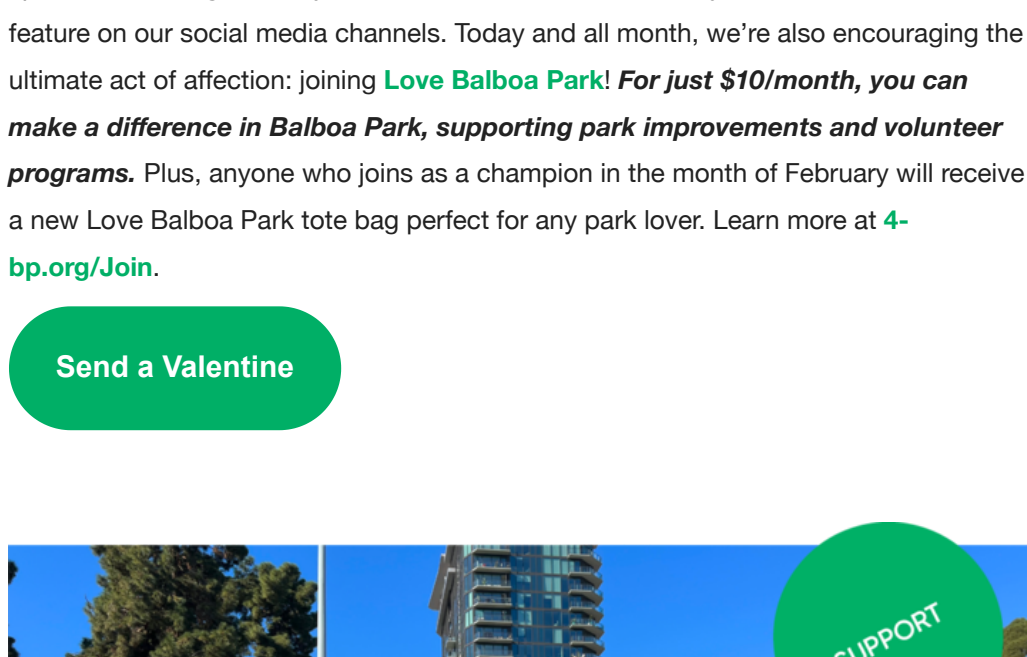 feature on our social media channels. Today and all month, we’re also encouraging the
ultimate act of affection: joining Love Balboa Park! For just $10/month, you can
make a difference in Balboa Park, supporting park improvements and volunteer
programs. Plus, anyone who joins as a champion in the month of February will receive
a new Love Balboa Park tote bag perfect for any park lover. Learn more at 4-
bp.org/Join.
Send a Valentine
SUPPORT